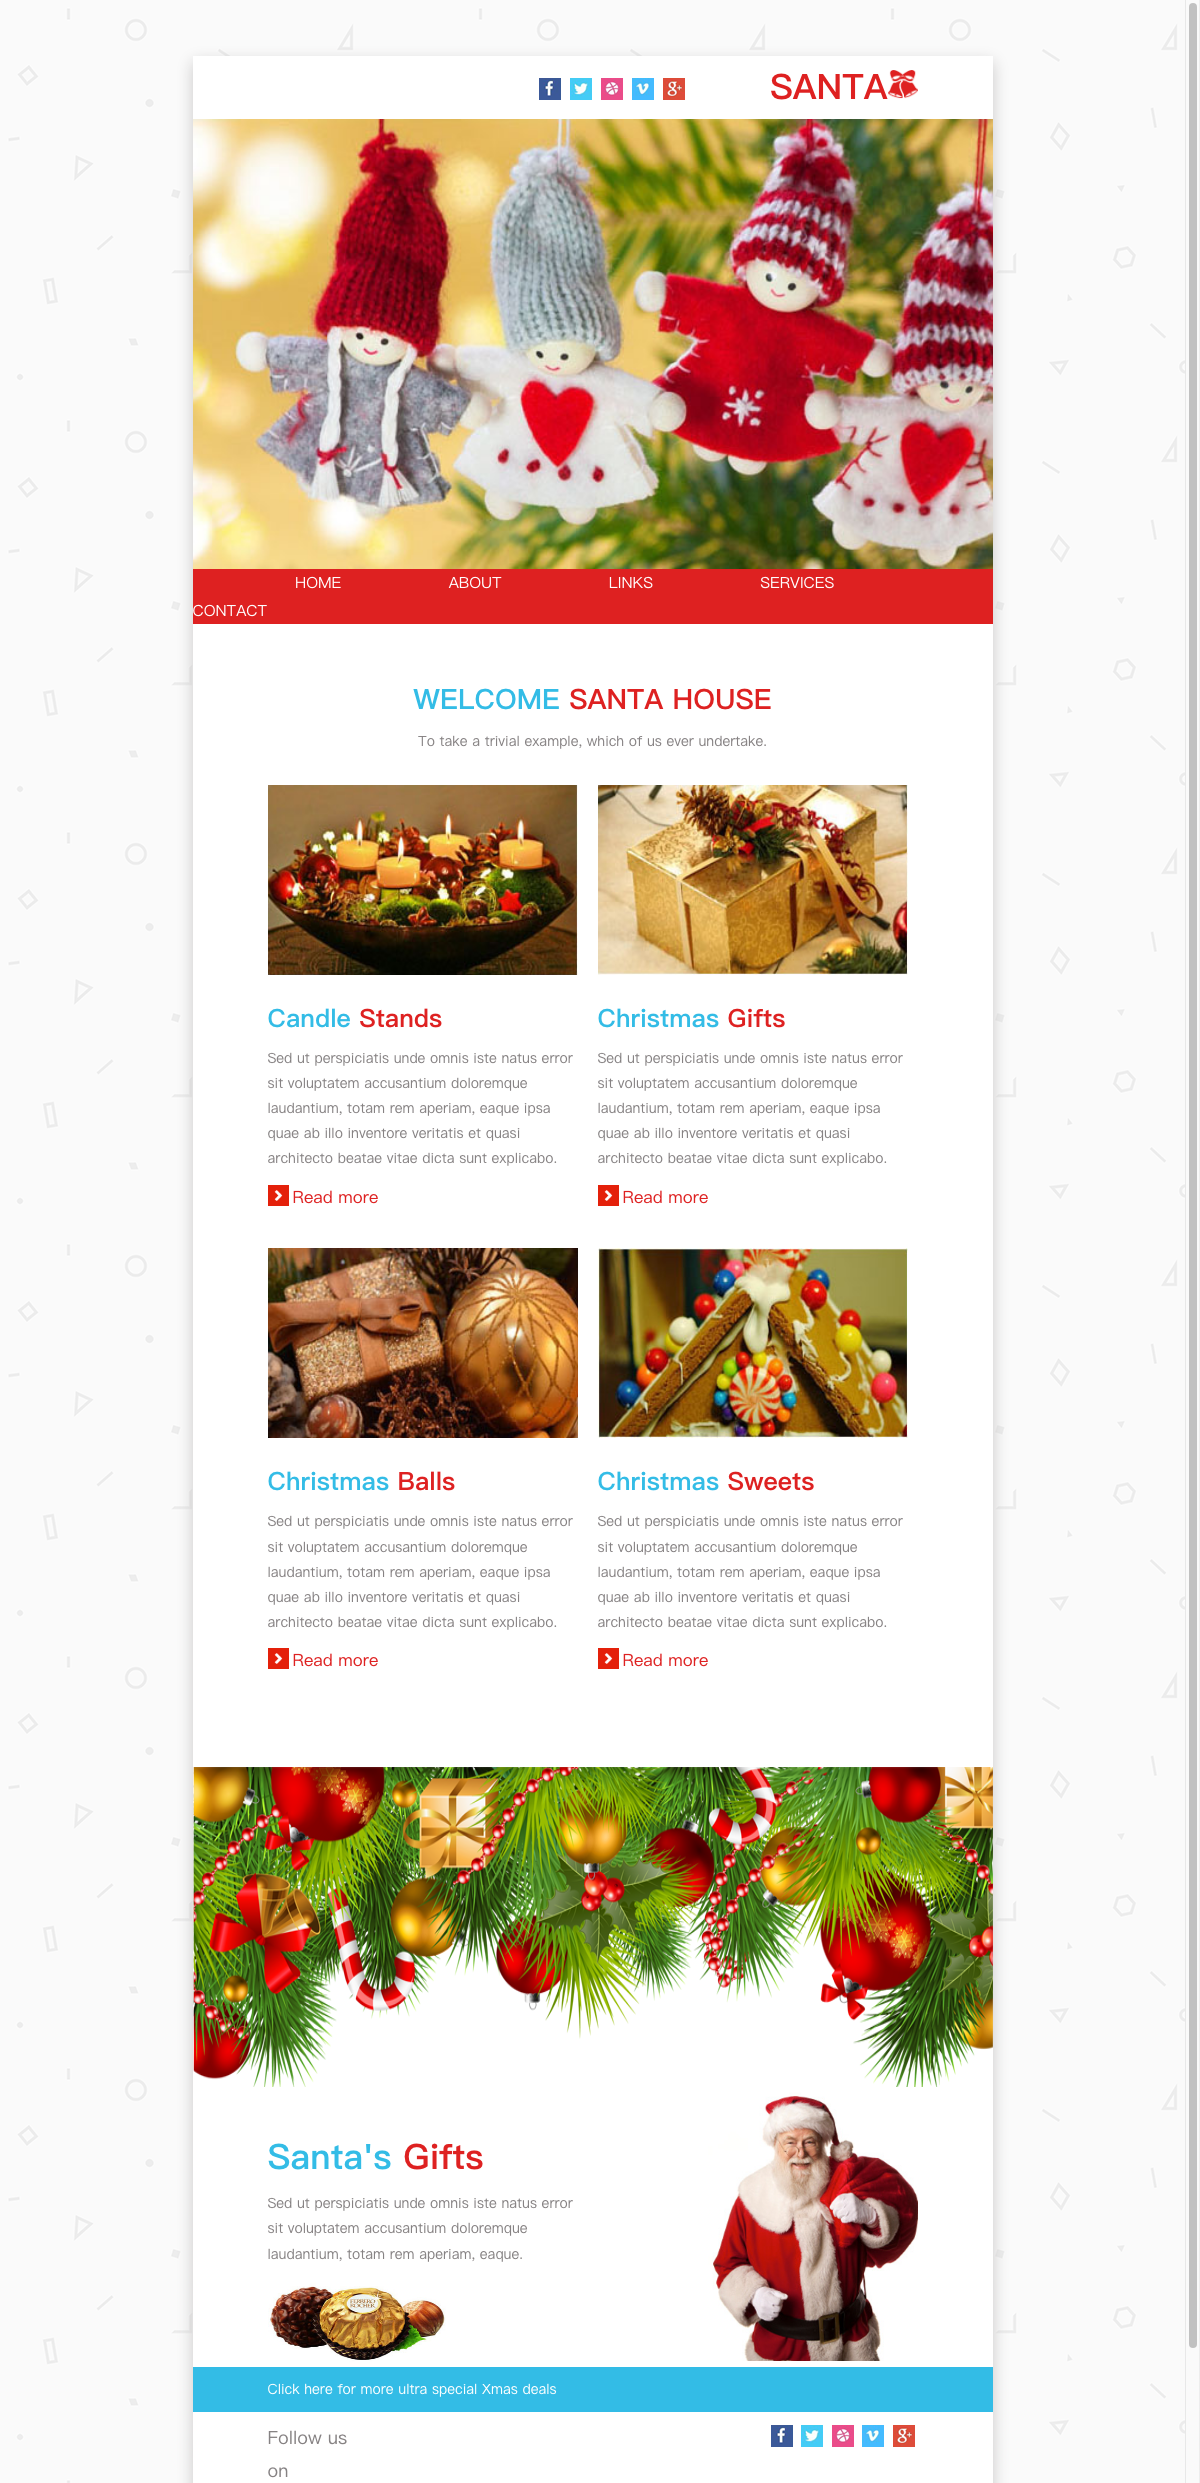 SANTA
HOME ABOUT LINKS SERVICES
CONTACT
WELCOME SANTA HOUSE
To take a trivial example, which of us ever undertake.
Candle Stands
Sed ut perspiciatis unde omnis iste natus error
sit voluptatem accusantium doloremque
laudantium, totam rem aperiam, eaque ipsa
quae ab illo inventore veritatis et quasi
architecto beatae vitae dicta sunt explicabo.
Read more
Christmas Gifts
Sed ut perspiciatis unde omnis iste natus error
sit voluptatem accusantium doloremque
laudantium, totam rem aperiam, eaque ipsa
quae ab illo inventore veritatis et quasi
architecto beatae vitae dicta sunt explicabo.
Read more
Christmas Balls
Sed ut perspiciatis unde omnis iste natus error
sit voluptatem accusantium doloremque
laudantium, totam rem aperiam, eaque ipsa
quae ab illo inventore veritatis et quasi
architecto beatae vitae dicta sunt explicabo.
Read more
Christmas Sweets
Sed ut perspiciatis unde omnis iste natus error
sit voluptatem accusantium doloremque
laudantium, totam rem aperiam, eaque ipsa
quae ab illo inventore veritatis et quasi
architecto beatae vitae dicta sunt explicabo.
Read more
Santa's Gifts
Sed ut perspiciatis unde omnis iste natus error
sit voluptatem accusantium doloremque
laudantium, totam rem aperiam, eaque.
FERRERO
ROCHER
Click here for more ultra special Xmas deals
Follow us
on